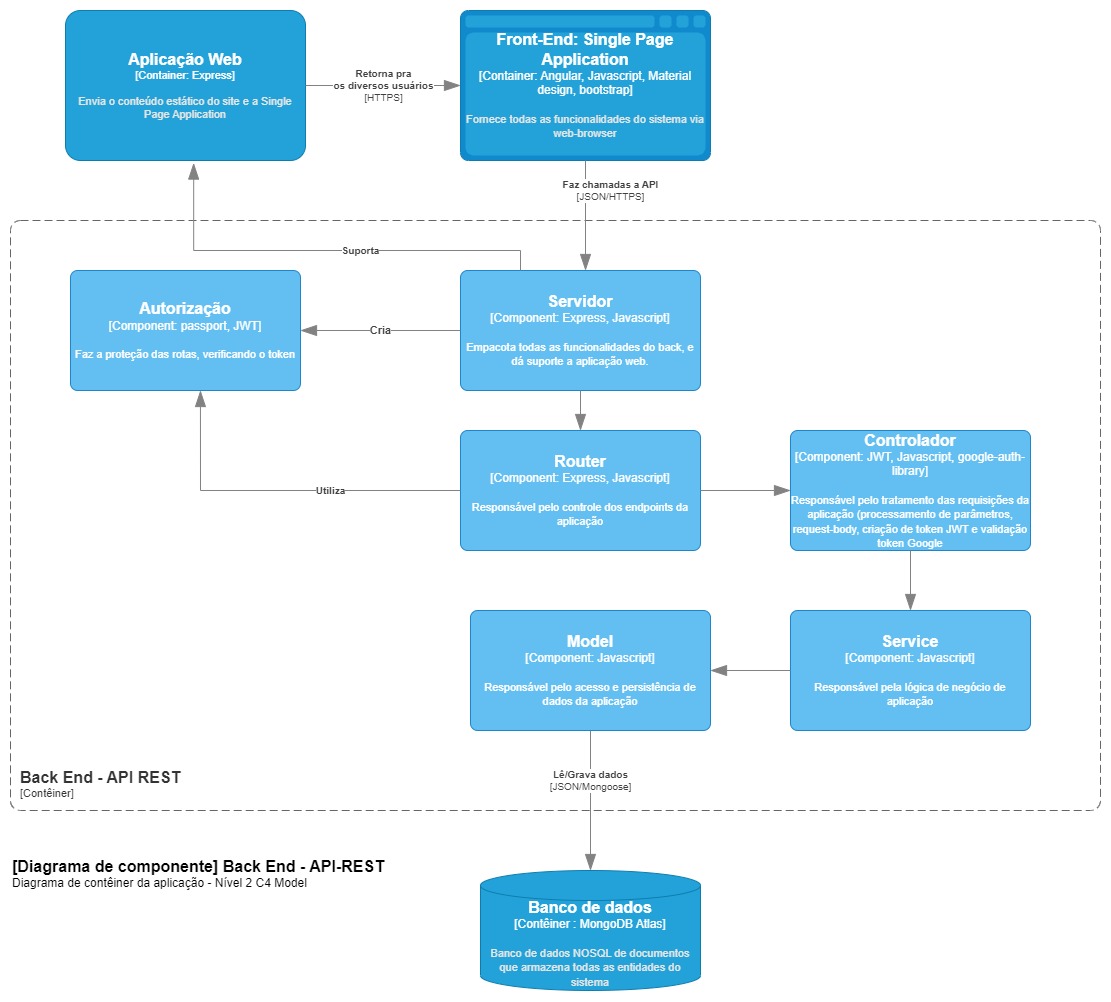 Aplicação Web
[Container: Express]
Envia o conteúdo estático do site e a Single
Page Application
Retorna pra
os diversos usuários
[HTTPS]
Front-End: Single Page
Application
[Container: Angular, Javascript, Material
design, bootstrap]
Fornece todas as funcionalidades do sistema via
web-browser
Faz chamadas a API
[JSON/HTTPS]
Suporta
Autorização
[Component: passport, JWT]
Faz a proteção das rotas, verificando o token
Cria
Servidor
[Component: Express, Javascript]
Empacota todas as funcionalidades do back, e
dá suporte a aplicação web.
Utiliza
Router
[Component: Express, Javascript]
Responsável pelo controle dos endpoints da
aplicação
Controlador
[Component: JWT, Javascript, google-auth-
library]
Responsável pelo tratamento das requisições da
aplicação (processamento de parâmetros,
request-body, criação de token JWT e validação
token Google
Model
[Component: Javascript]
Responsável pelo acesso e persistência de
dados da aplicação
Service
[Component: Javascript]
Responsável pela lógica de negócio de
aplicação
Back End - API REST
[Contêiner]
Lê/Grava dados
[JSON/Mongoose]
[Diagrama de componente] Back End - API-REST
Diagrama de contêiner da aplicação - Nível 2 C4 Model
Banco de dados
[Contêiner : MongoDB Atlas]
Banco de dados NOSQL de documentos
que armazena todas as entidades do
sistema